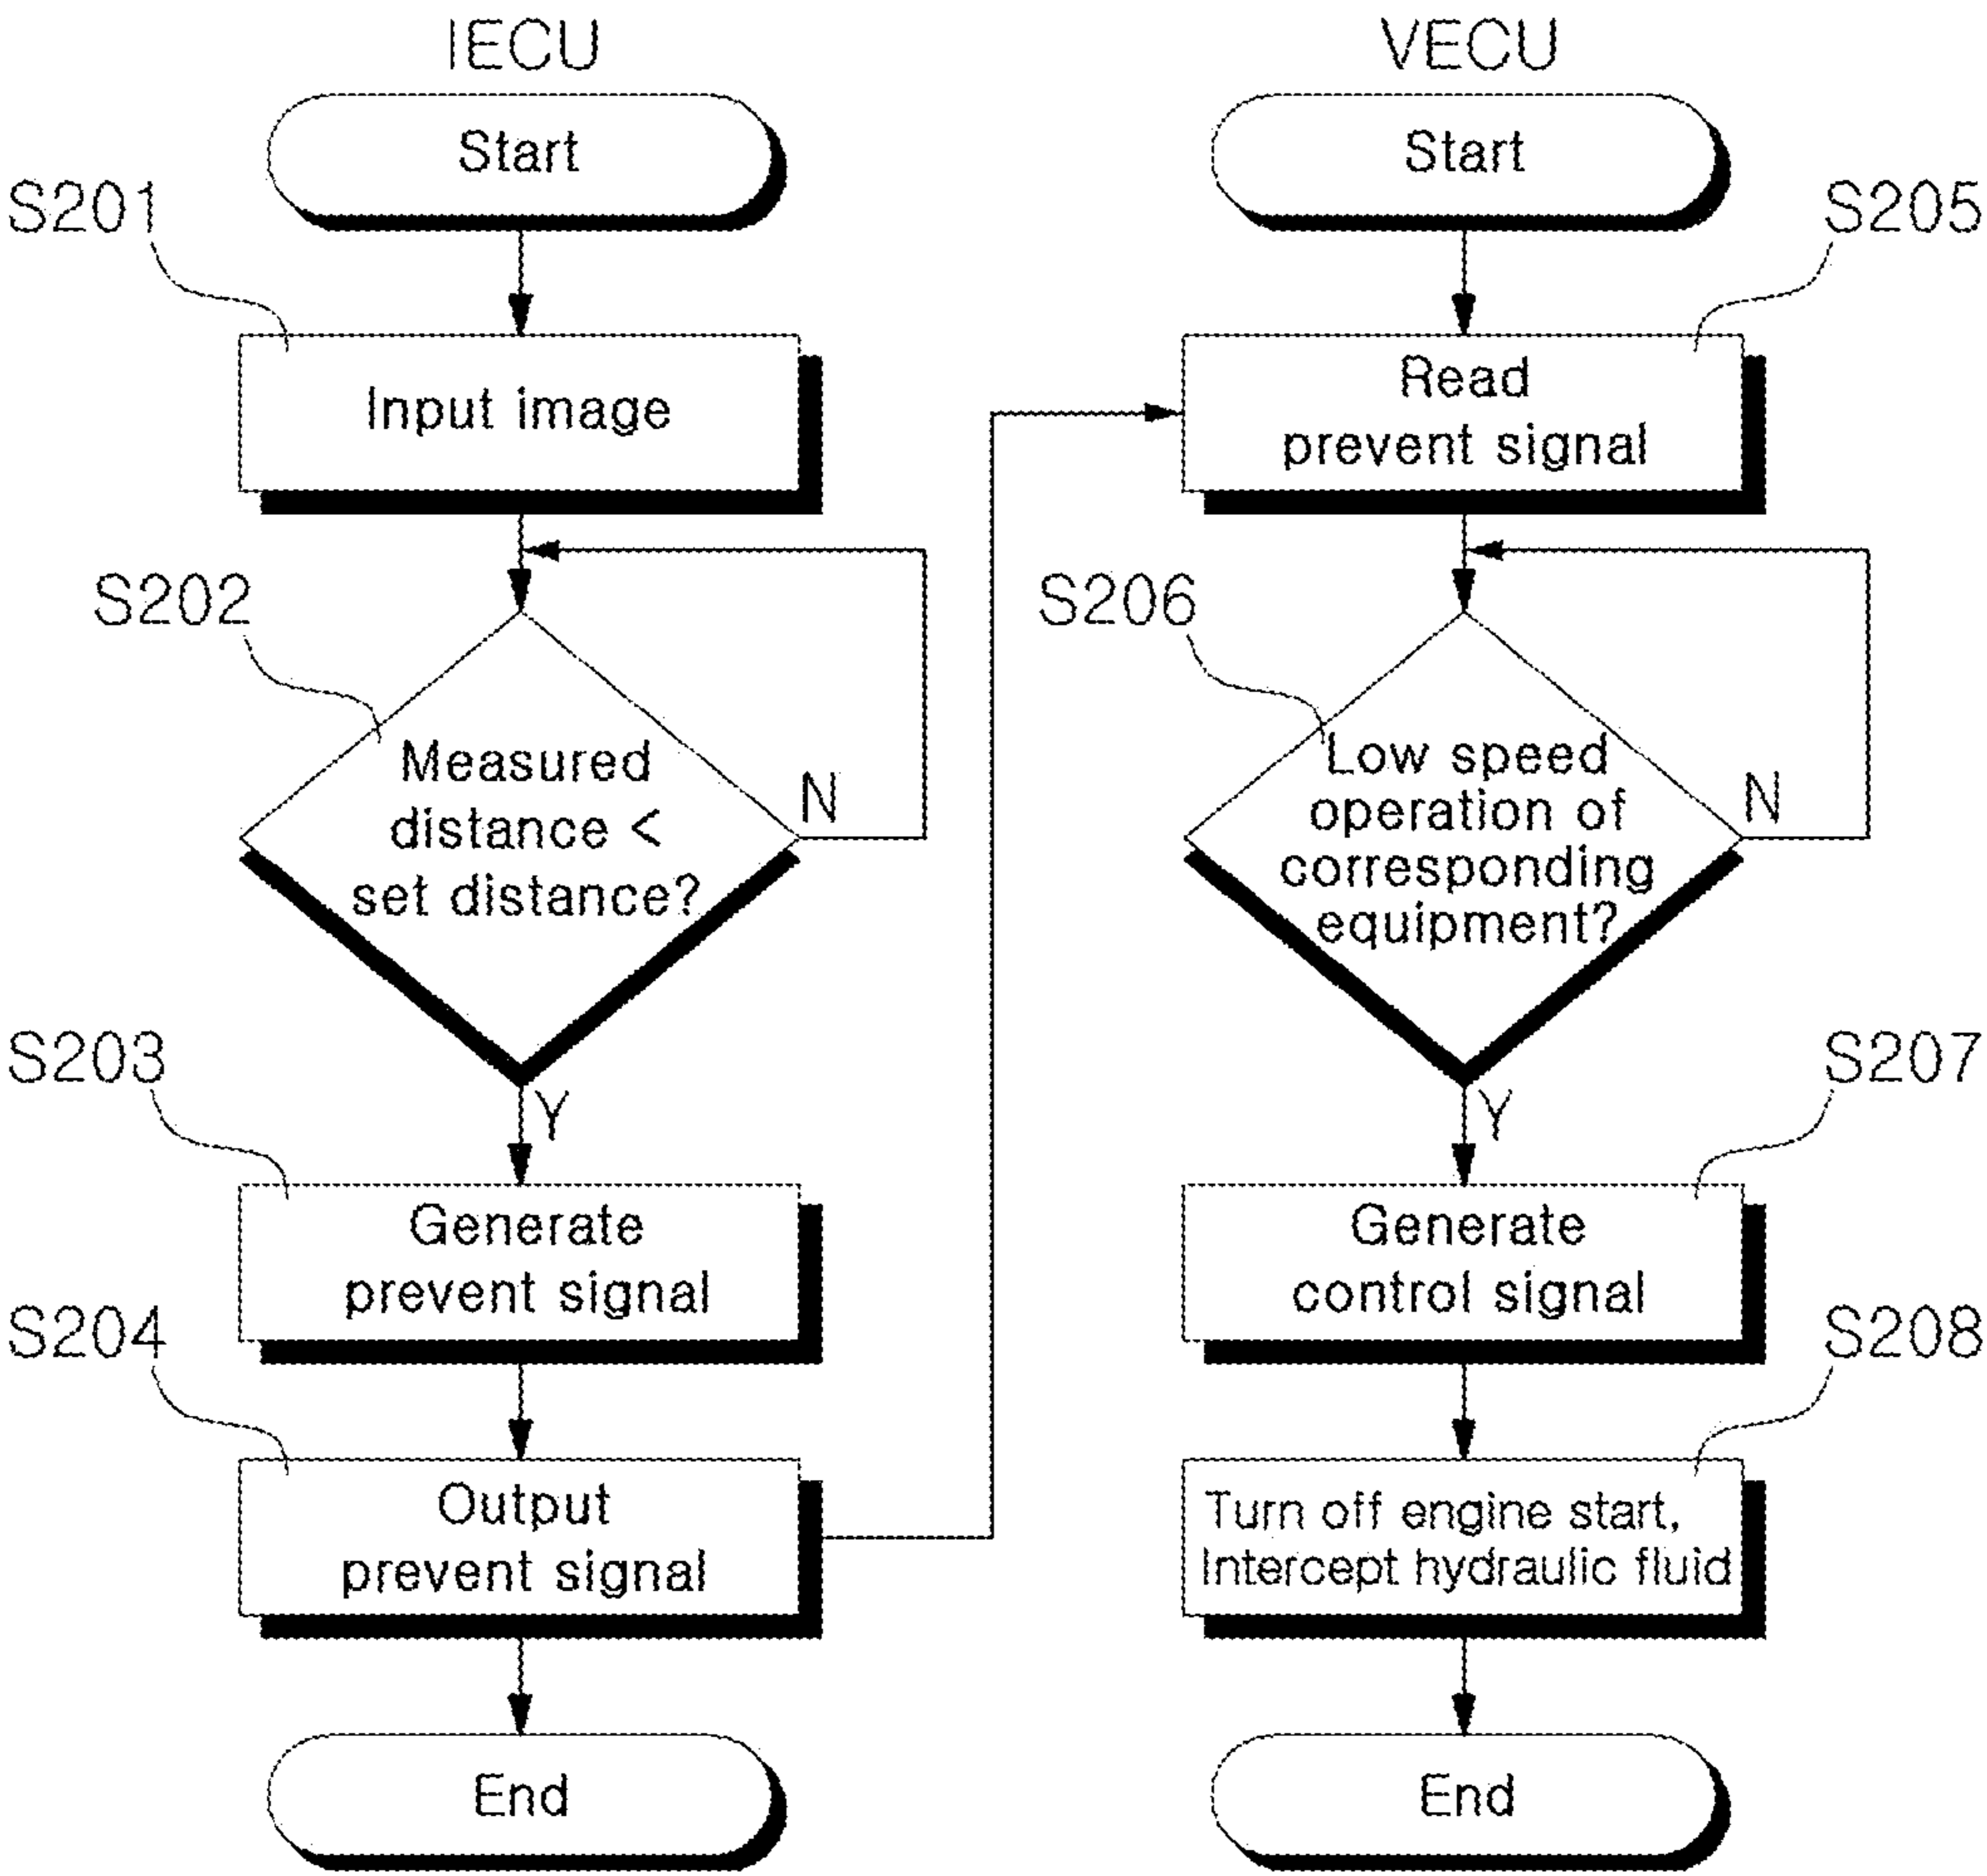 IECU
Start
S201
Input image
S202
Measured
distance <
set distance?
N
Y
S203
Generate
prevent signal
S204
Output
prevent signal
End
VECU
Start
S205
Read
prevent signal
S206
Low speed
operation of
corresponding
equipment?
N
Y
S207
Generate
control signal
S208
Turn off engine start,
Intercept hydraulic fluid
End